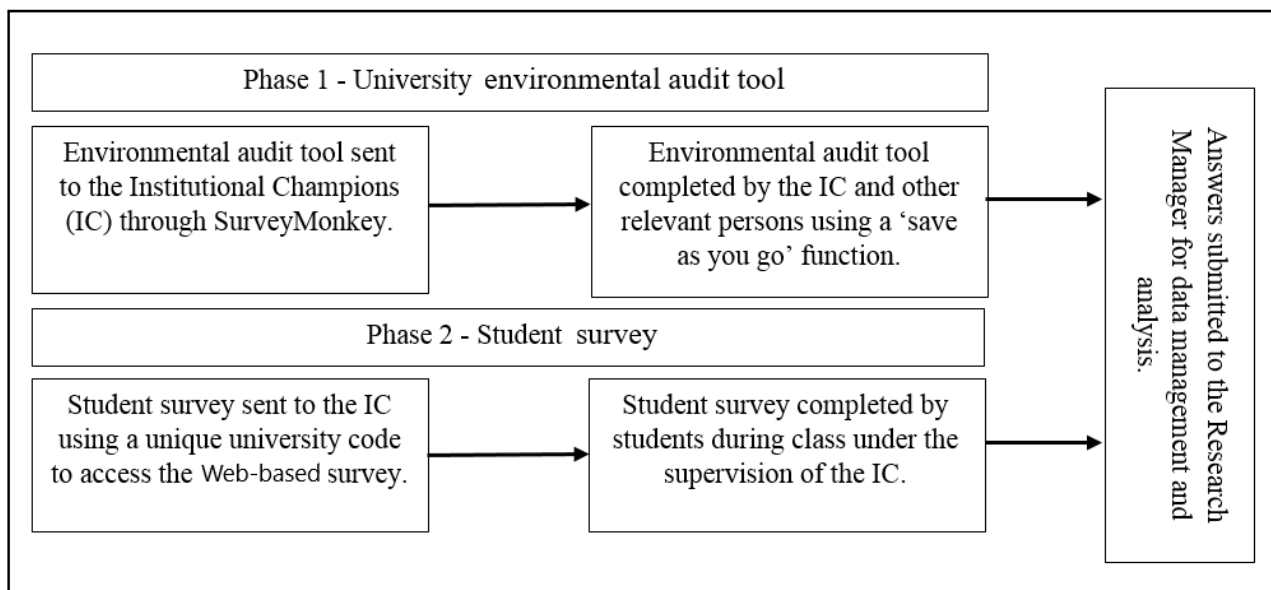 Phase 1 - University environmental audit tool
Environmental audit tool sent
to the Institutional Champions
(IC) through SurveyMonkey.
Environmental audit tool
completed by the IC and other
relevant persons using a ‘save
as you go’ function.
Phase 2 - Student survey
Student survey sent to the IC
using a unique university code
to access the Web-based survey.
Student survey completed by
students during class under the
supervision of the IC.
Answers submitted to the Research
Manager for data management and
analysis.